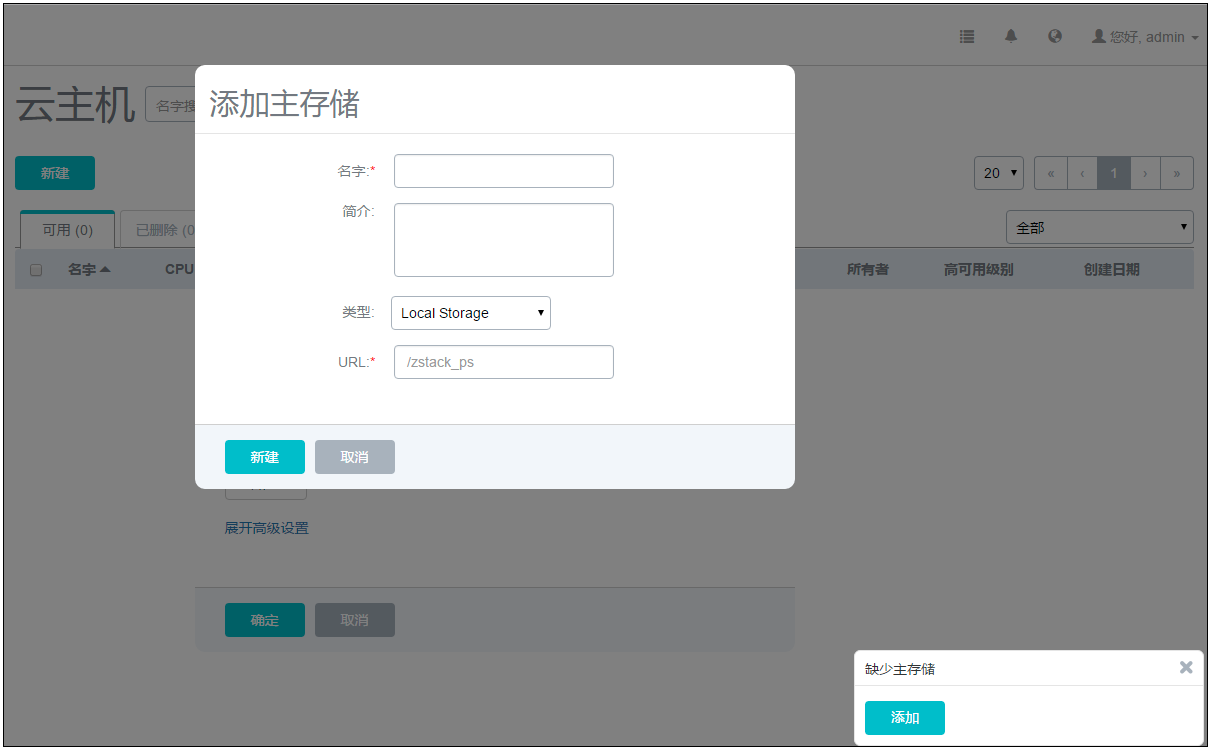 您好, admin
云主机
名字搜
新建
20
« ‹ 1 › »
可用 (0)
已删除 (0
全部
名字
CPU
所有者
高可用级别
创建日期
添加主存储
名字:*
简介:
类型:
Local Storage
URL:*
/zstack_ps
新建
取消
展开高级设置
确定
取消
缺少主存储
添加